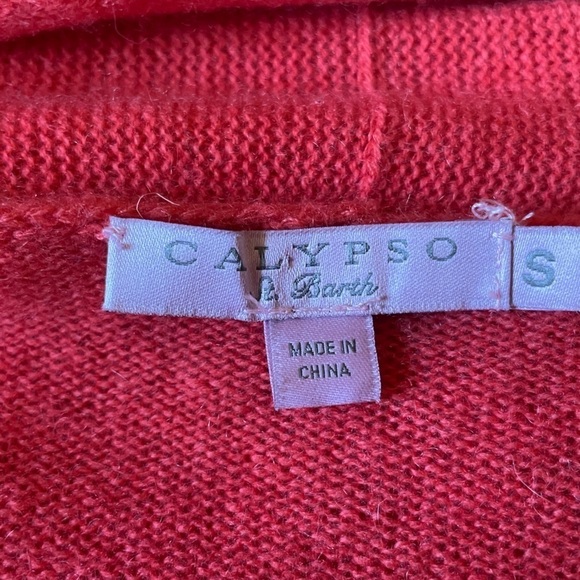 CALYPSO
St. Barth
S
MADE IN
CHINA